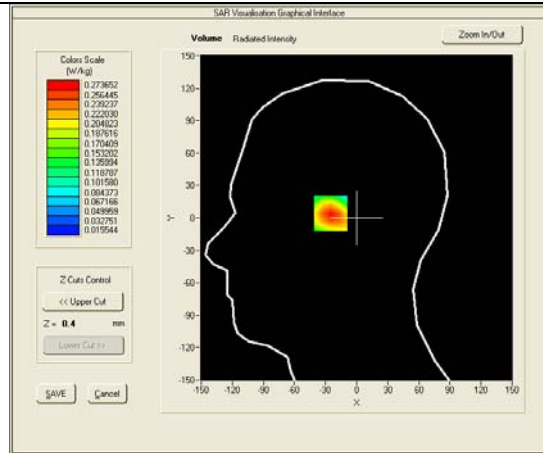 SAR Visualisation Graphical Interface
Volume Radiated Intensity
Zoom In/Out
Colors Scale
(W/kg)
0.273652
0.256445
0.239237
0.222030
0.204823
0.187616
0.170409
0.153202
0.135994
0.118787
0.101580
0.084373
0.067166
0.049959
0.032751
0.015544
Z Cuts Control
<< Upper Cut
Z = 0.4 mm
Lower Cut >>
SAVE Cancel
150
120
90
60
30
Y 0
-30
-60
-90
-120
-150
-150 -120 -90 -60 -30 0 30 60 90 120 150
X